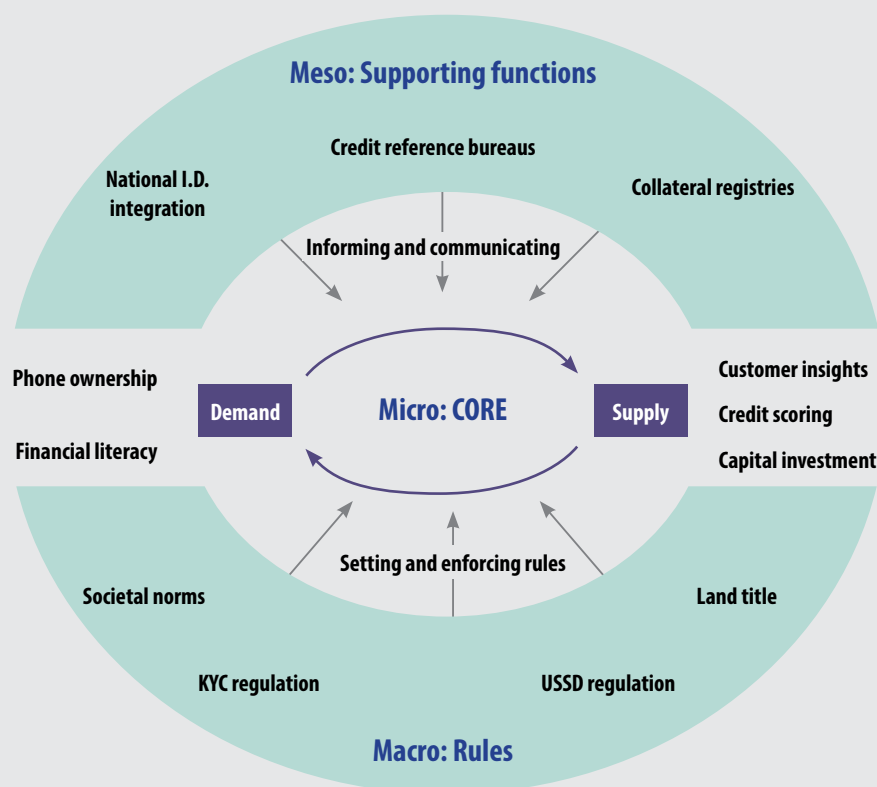 Meso: Supporting functions
Credit reference bureaus
National I.D.
integration
Collateral registries
Informing and communicating
Phone ownership
Financial literacy
Demand
Micro: CORE
Supply
Customer insights
Credit scoring
Capital investment
Setting and enforcing rules
Societal norms
Land title
KYC regulation
USSD regulation
Macro: Rules